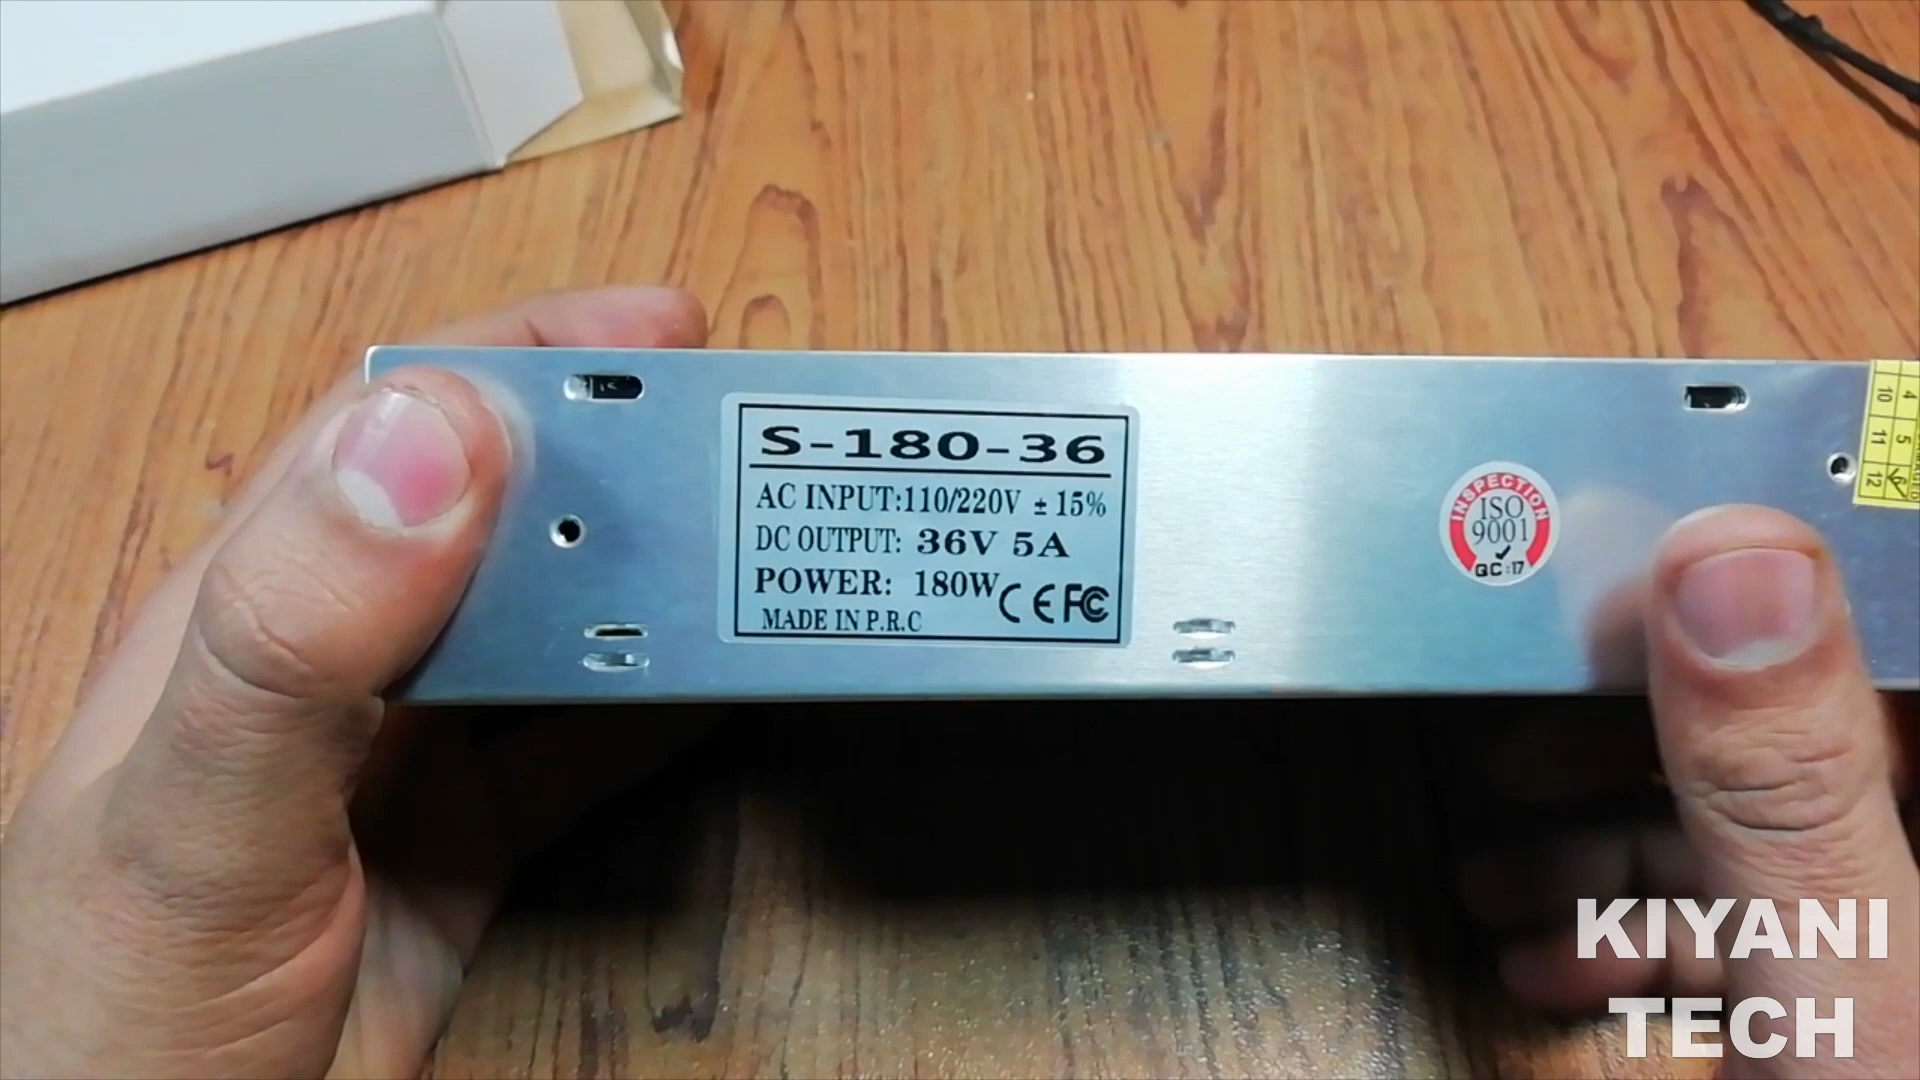 S-180-36
AC INPUT:110/220V ± 15%
DC OUTPUT: 36V 5A
POWER: 180W CE FC
MADE IN P.R.C
INSPECTION
ISO
9001
QC:17
4 10
5 11
6 12
KIYANI
TECH